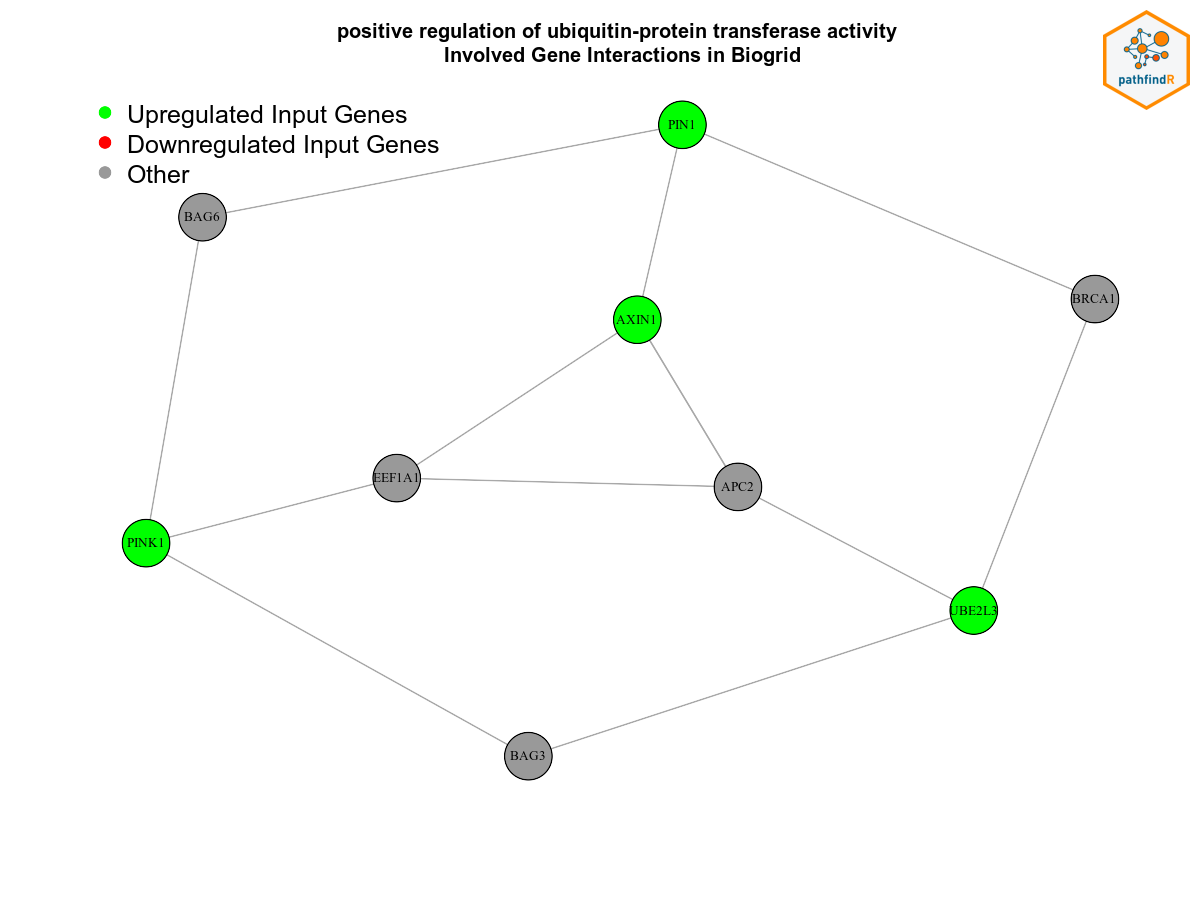 positive regulation of ubiquitin-protein transferase activity
Involved Gene Interactions in Biogrid
pathfindR
Upregulated Input Genes
Downregulated Input Genes
Other
PIN1
BAG6
BRCA1
AXIN1
EEF1A1
APC2
PINK1
UBE2L3
BAG3